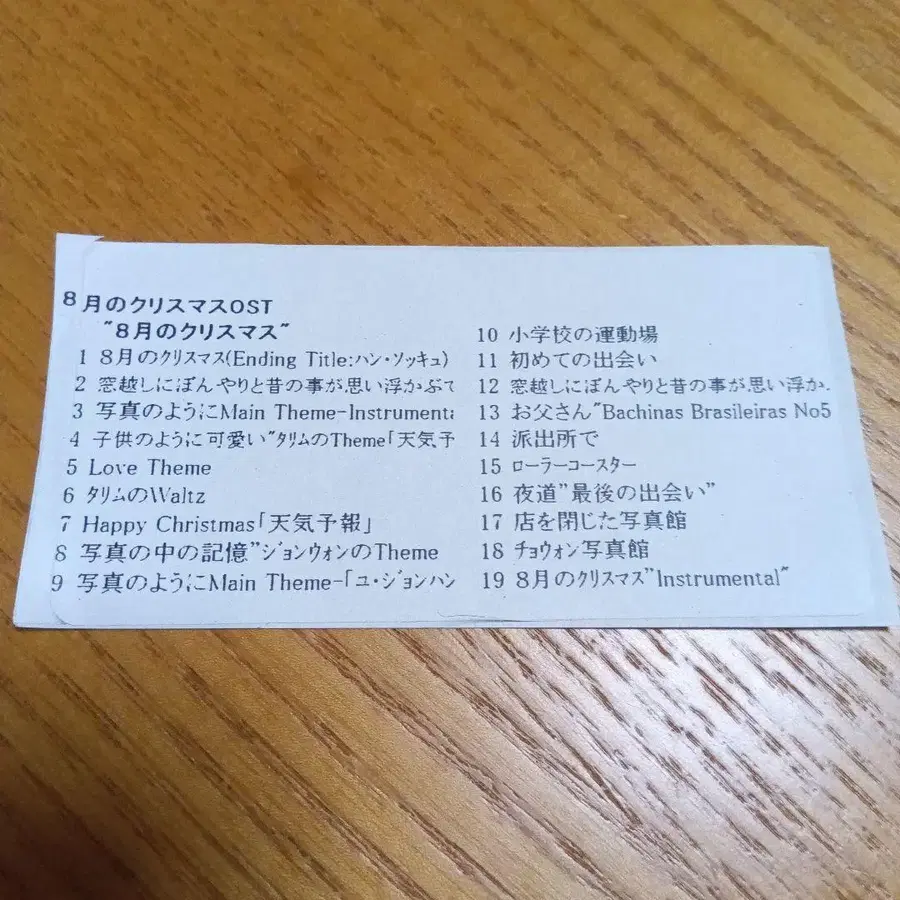 8月のクリスマスOST
"8月のクリスマス"
1 8月のクリスマス(Ending Title:ハン・ソッキュ)
2 窓越しにぼんやりと昔の事が思い浮かぶて
3 写真のようにMain Theme-Instrumenta
4 子供のように可愛い"タリムのTheme「天気予
5 Love Theme
6 タリムのWaltz
7 Happy Christmas「天気予報」
8 写真の中の記憶"ジョンウォンのTheme
9 写真のようにMain Theme-「ユ・ジョンハン
10 小学校の運動場
11 初めての出会い
12 窓越しにぼんやりと昔の事が思い浮か.
13 お父さん"Bachinas Brasileiras No5
14 派出所で
15 ローラーコースター
16 夜道"最後の出会い"
17 店を閉じた写真館
18 チョウォン写真館
19 8月のクリスマス"Instrumental"